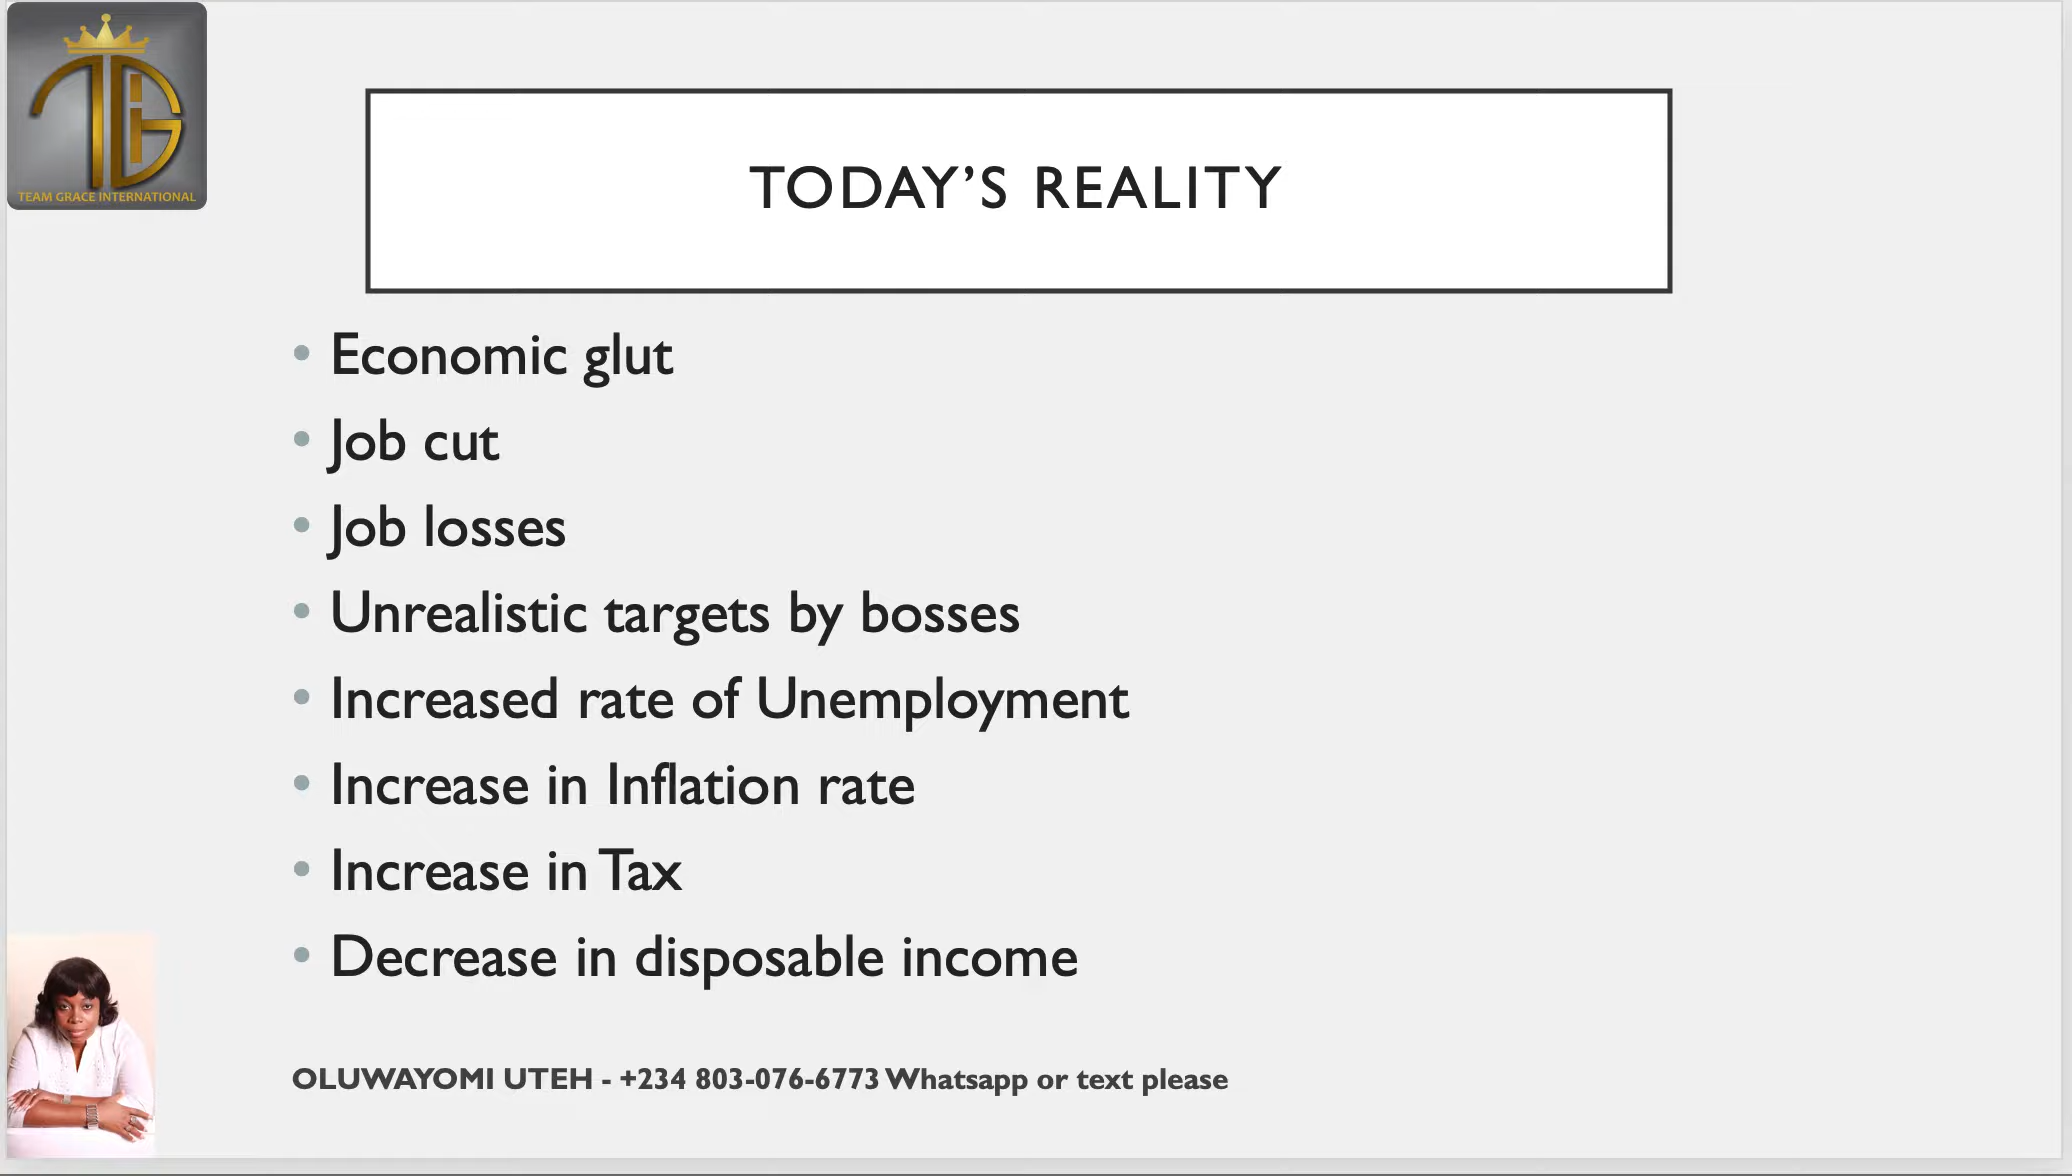 TEAM GRACE INTERNATIONAL
TODAY’S REALITY
• Economic glut
• Job cut
• Job losses
• Unrealistic targets by bosses
• Increased rate of Unemployment
• Increase in Inflation rate
• Increase in Tax
• Decrease in disposable income
OLUWAYOMI UTEH - +234 803-076-6773 Whatsapp or text please